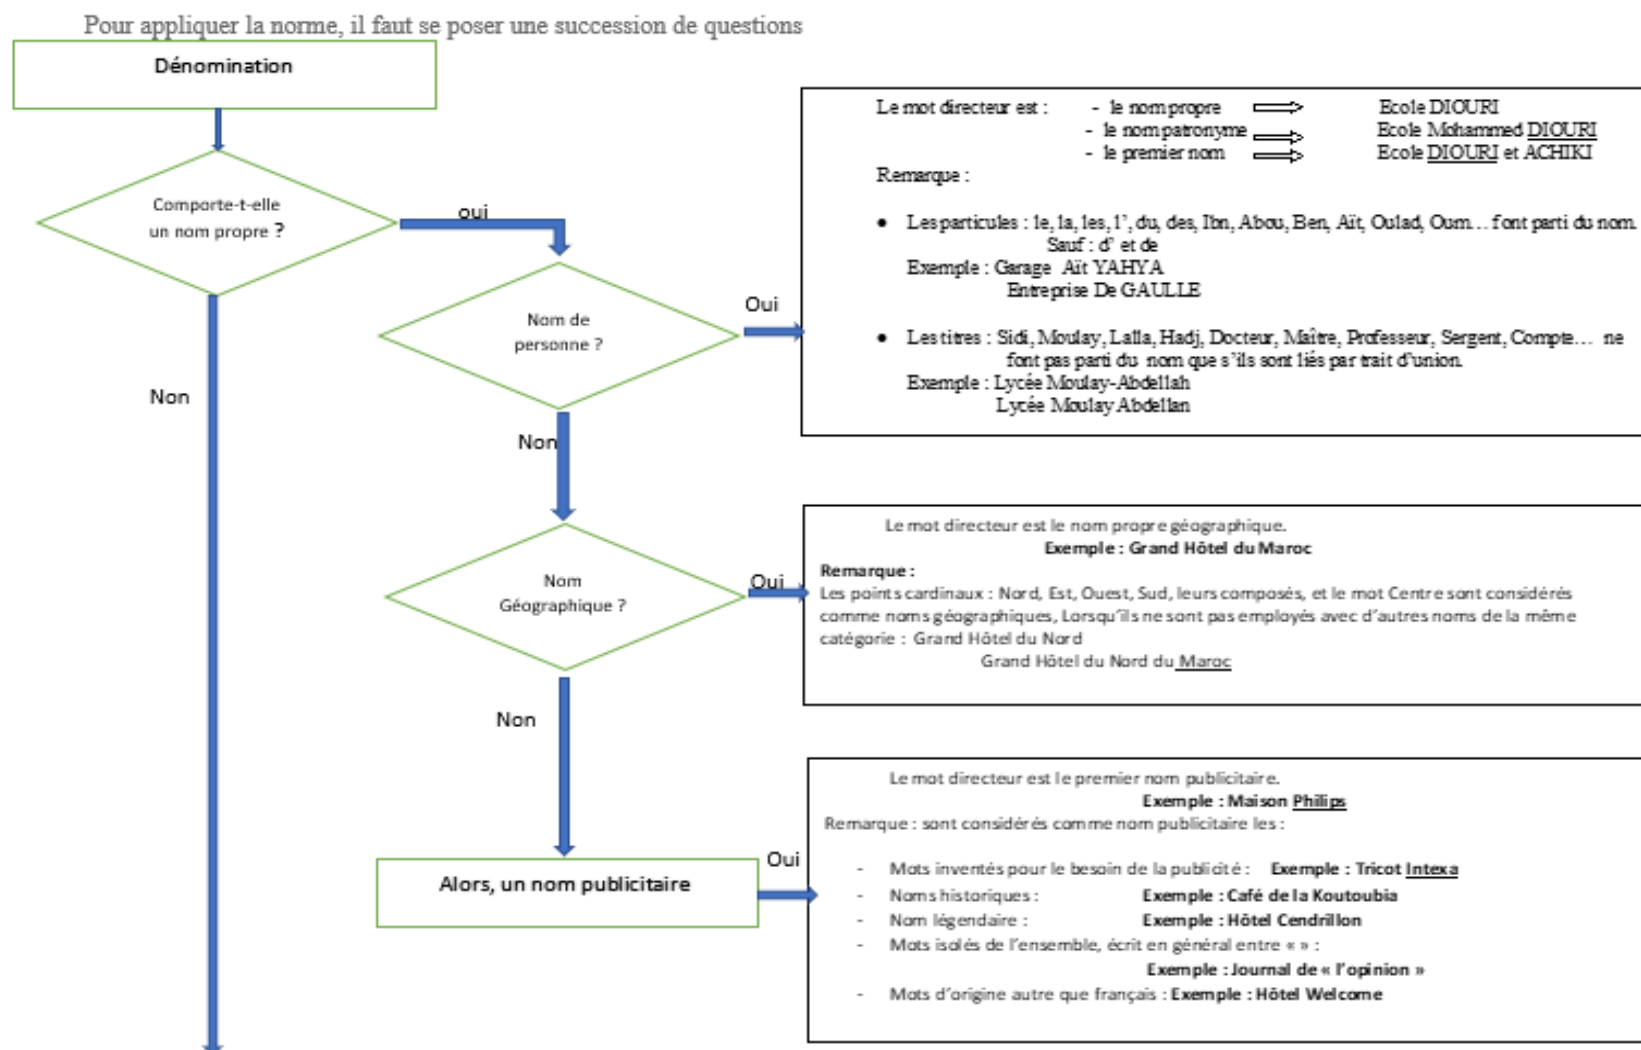 Pour appliquer la norme, il faut se poser une succession de questions
Dénomination
Comporte-t-elle
un nom propre ?
oui
Non
Nom de
personne ?
Oui
Non
Le mot directeur est : - le nom propre Ecole DIOURI
- le nom patronyme Ecole Mohammed DIOURI
- le premier nom Ecole DIOURI et ACHIKI
Remarque :
• Les particules : le, la, les, l’, du, des, Ibn, Abou, Ben, Aït, Oulad, Oum… font parti du nom.
Sauf : d’ et de
Exemple : Garage Aït YAHYA
Entreprise De GAULLE
• Les titres : Sidi, Moulay, Lalla, Hadj, Docteur, Maître, Professeur, Sergent, Compte… ne
font pas parti du nom que s’ils sont liés par trait d’union.
Exemple : Lycée Moulay-Abdellah
Lycée Moulay Abdellan
Nom
Géographique ?
Oui
Non
Le mot directeur est le nom propre géographique.
Exemple : Grand Hôtel du Maroc
Remarque :
Les points cardinaux : Nord, Est, Ouest, Sud, leurs composés, et le mot Centre sont considérés
comme noms géographiques, Lorsqu’ils ne sont pas employés avec d’autres noms de la même
catégorie : Grand Hôtel du Nord
Grand Hôtel du Nord du Maroc
Alors, un nom publicitaire
Oui
Le mot directeur est le premier nom publicitaire.
Exemple : Maison Philips
Remarque : sont considérés comme nom publicitaire les :
- Mots inventés pour le besoin de la publicité : Exemple : Tricot Intexa
- Noms historiques : Exemple : Café de la Koutoubia
- Nom légendaire : Exemple : Hôtel Cendrillon
- Mots isolés de l’ensemble, écrit en général entre « » :
Exemple : Journal de « l’opinion »
- Mots d’origine autre que français : Exemple : Hôtel Welcome